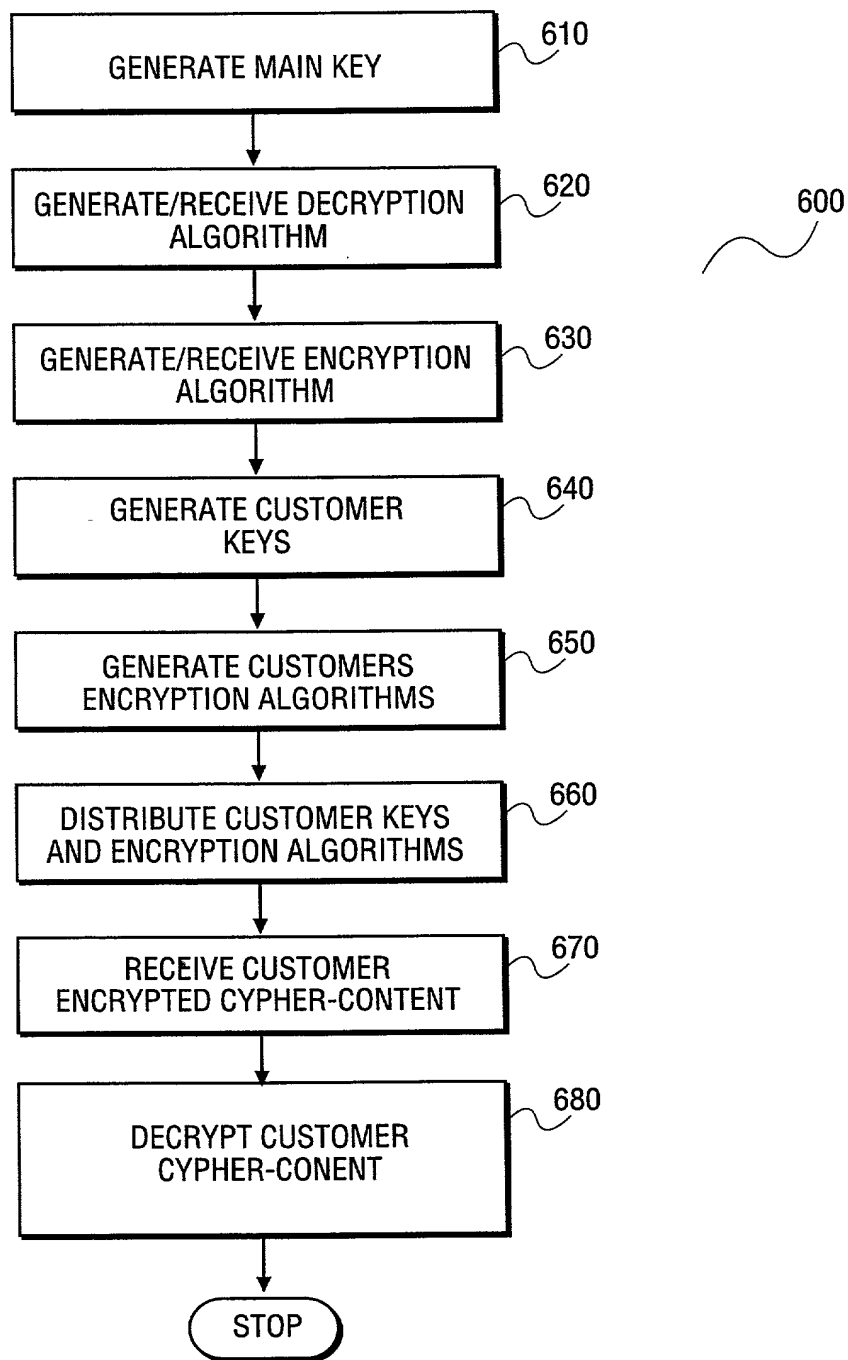 GENERATE MAIN KEY
610
GENERATE/RECEIVE DECRYPTION
ALGORITHM
620
600
GENERATE/RECEIVE ENCRYPTION
ALGORITHM
630
GENERATE CUSTOMER
KEYS
640
GENERATE CUSTOMERS
ENCRYPTION ALGORITHMS
650
DISTRIBUTE CUSTOMER KEYS
AND ENCRYPTION ALGORITHMS
660
RECEIVE CUSTOMER
ENCRYPTED CYPHER-CONTENT
670
DECRYPT CUSTOMER
CYPHER-CONENT
680
STOP